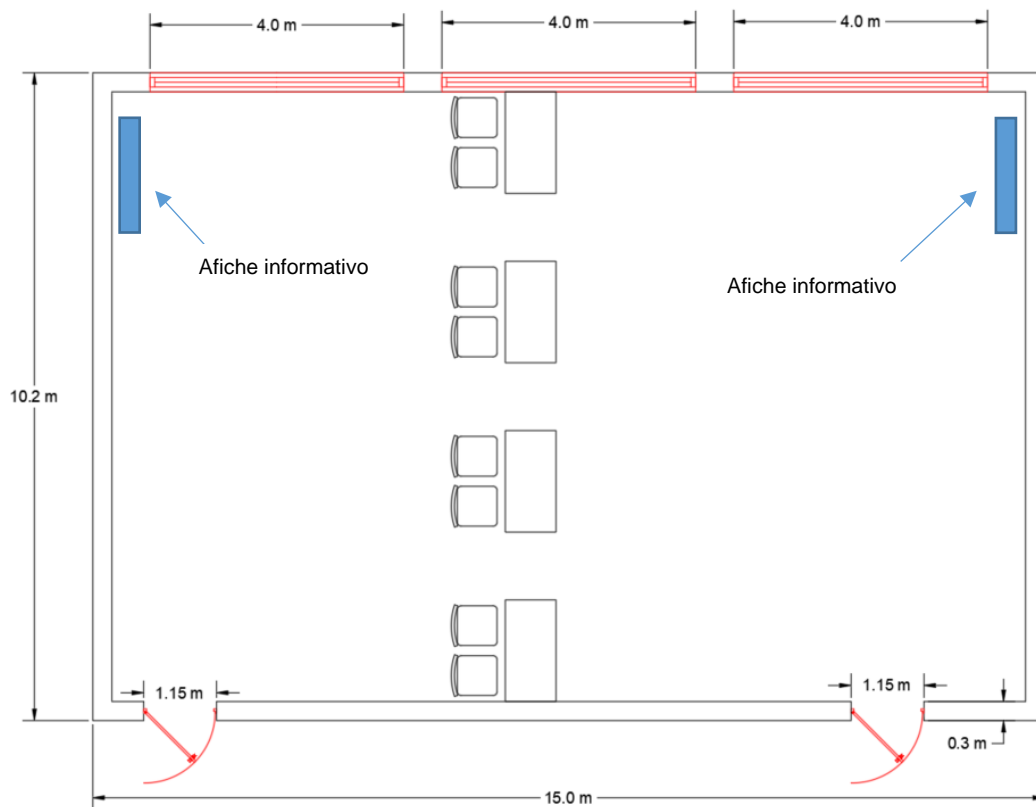 4.0 m
4.0 m
4.0 m
Afiche informativo
Afiche informativo
10.2 m
1.15 m
1.15 m
0.3 m
15.0 m